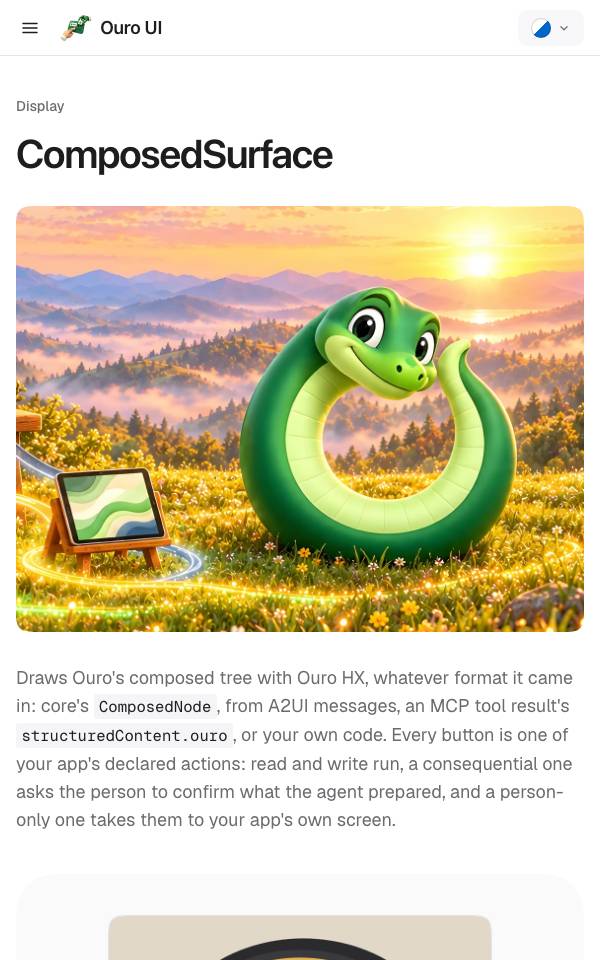 Ouro UI
Display
ComposedSurface
Draws Ouro's composed tree with Ouro HX, whatever format it came
in: core's ComposedNode, from A2UI messages, an MCP tool result's
structuredContent.ouro, or your own code. Every button is one of
your app's declared actions: read and write run, a consequential one
asks the person to confirm what the agent prepared, and a person-
only one takes them to your app's own screen.